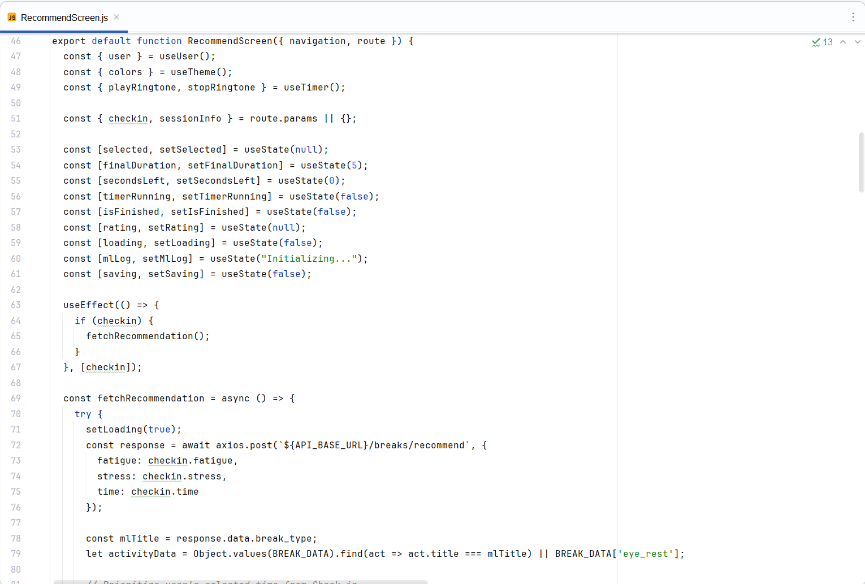 JS RecommendScreen.js ×
13
46 export default function RecommendScreen({ navigation, route }) {
47 const { user } = useUser();
48 const { colors } = useTheme();
49 const { playRingtone, stopRingtone } = useTimer();
50
51 const { checkin, sessionInfo } = route.params || {};
52
53 const [selected, setSelected] = useState(null);
54 const [finalDuration, setFinalDuration] = useState(5);
55 const [secondsLeft, setSecondsLeft] = useState(0);
56 const [timerRunning, setTimerRunning] = useState(false);
57 const [isFinished, setIsFinished] = useState(false);
58 const [rating, setRating] = useState(null);
59 const [loading, setLoading] = useState(false);
60 const [mlLog, setMlLog] = useState("Initializing...");
61 const [saving, setSaving] = useState(false);
62
63 useEffect(() => {
64 if (checkin) {
65 fetchRecommendation();
66 }
67 }, [checkin]);
68
69 const fetchRecommendation = async () => {
70 try {
71 setLoading(true);
72 const response = await axios.post(`${API_BASE_URL}/breaks/recommend`, {
73 fatigue: checkin.fatigue,
74 stress: checkin.stress,
75 time: checkin.time
76 });
77
78 const mlTitle = response.data.break_type;
79 let activityData = Object.values(BREAK_DATA).find(act => act.title === mlTitle) || BREAK_DATA['eye_rest'];
80